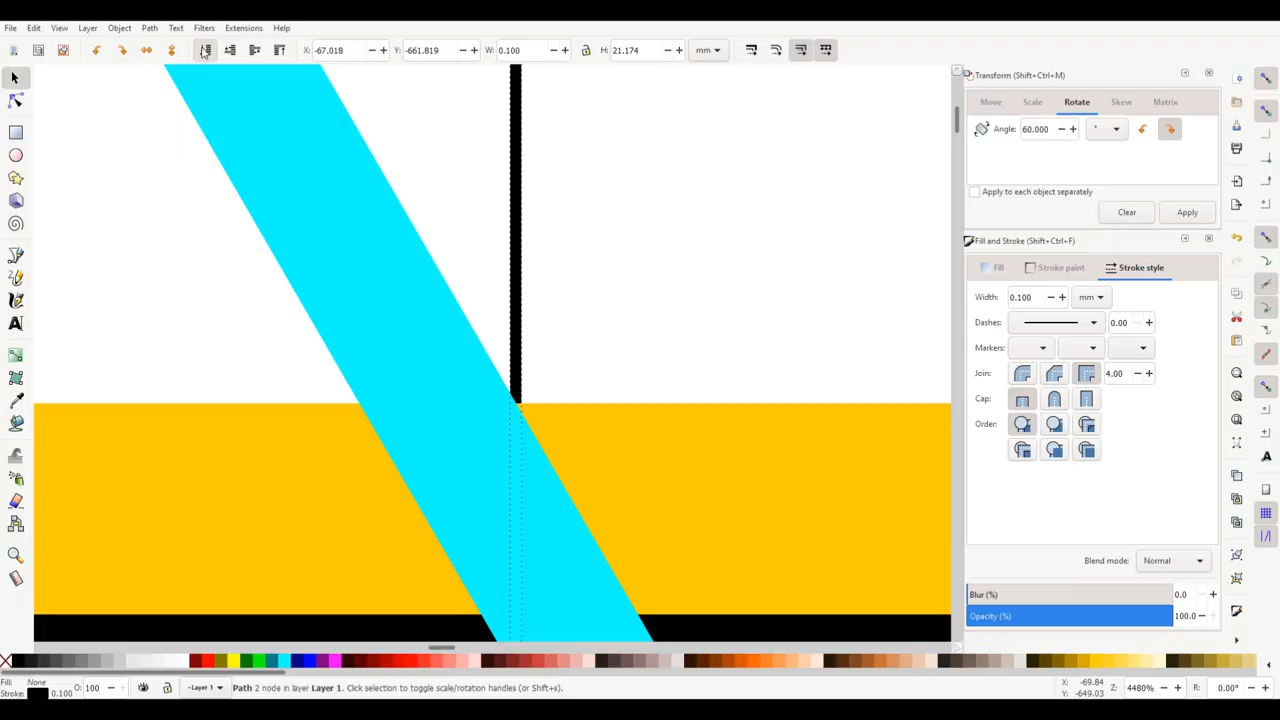 File Edit View Layer Object Path Text Filters Extensions Help
X: -67.018 Y: -661.819 W: 0.100 H: 21.174 mm
Transform (Shift+Ctrl+M)
Move Scale Rotate Skew Matrix
Angle: 60.000 °
Apply to each object separately
Clear Apply
Fill and Stroke (Shift+Ctrl+F)
Fill Stroke paint Stroke style
Width: 0.100 mm
Dashes: 0.00
Markers:
Join: 4.00
Cap:
Order:
Blend mode: Normal
Blur (%) 0.0
Opacity (%) 100.0
Fill: None
Stroke: 0.100
O: 100
Layer 1
Path 2 node in layer Layer 1. Click selection to toggle scale/rotation handles (or Shift+s).
X: -69.84
Y: -649.03
Z: 4480%
R: 0.00°